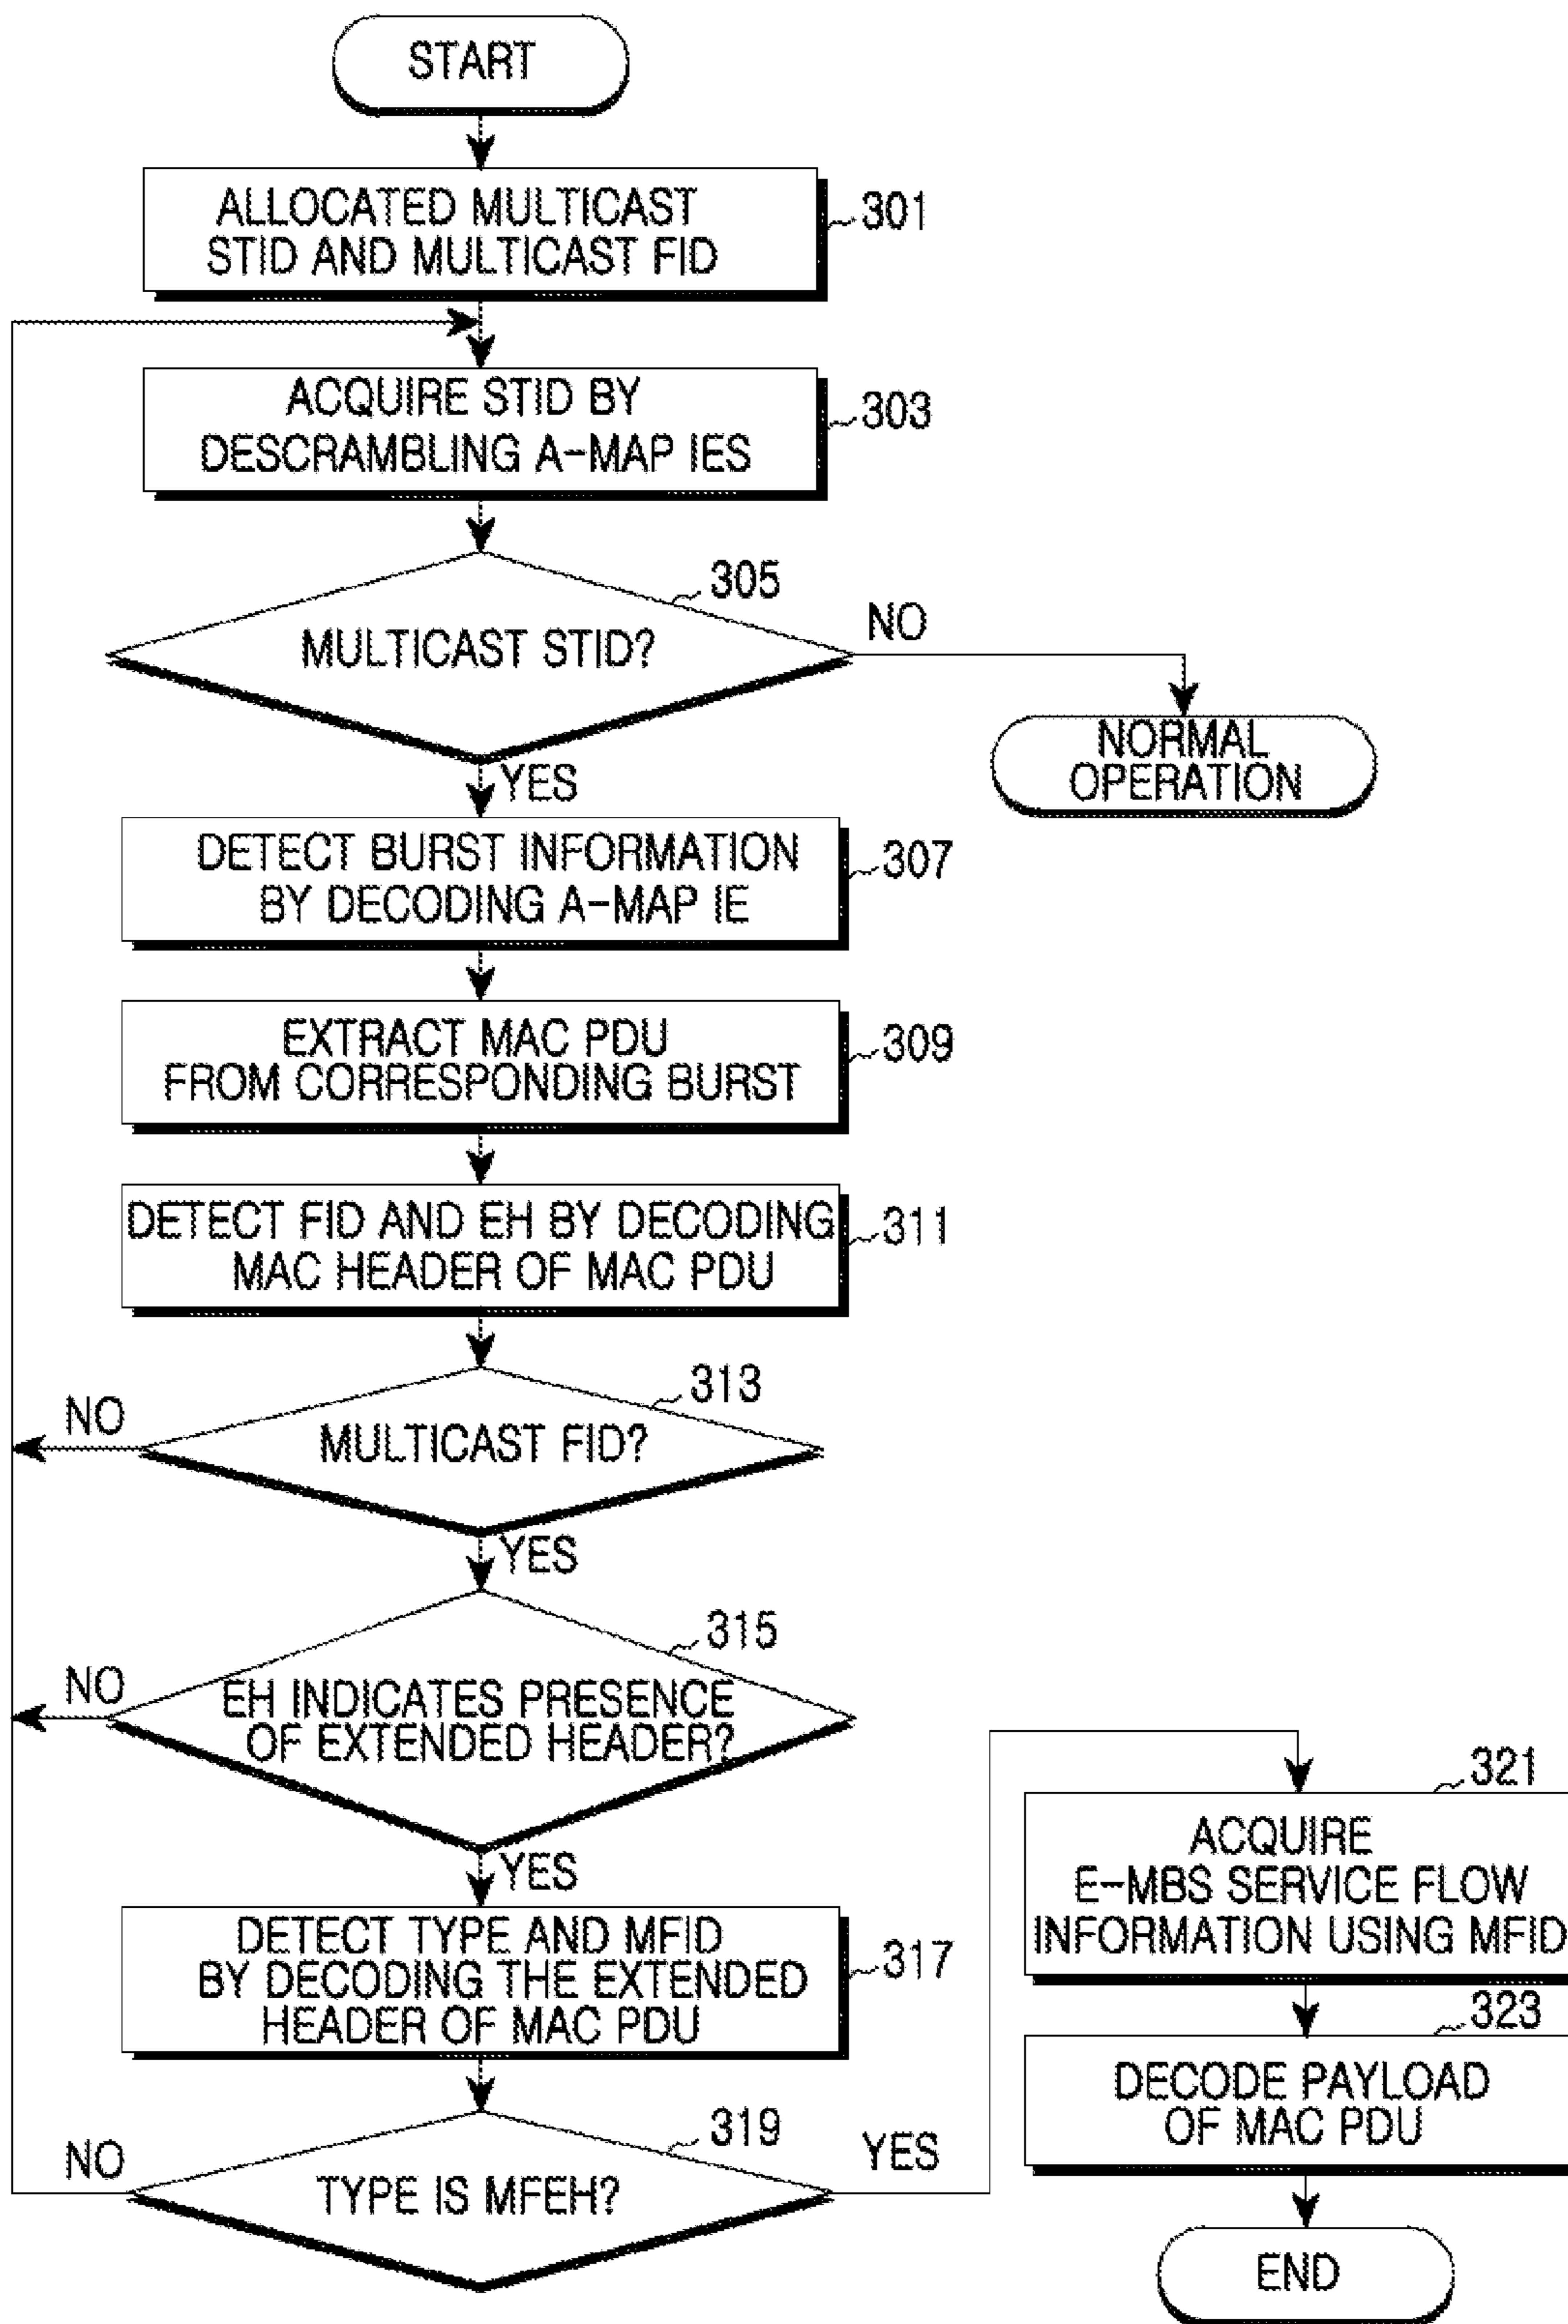 START
ALLOCATED MULTICAST
STID AND MULTICAST FID
301
ACQUIRE STID BY
DESCRAMBLING A-MAP IES
303
305
MULTICAST STID?
NO
NORMAL
OPERATION
YES
DETECT BURST INFORMATION
BY DECODING A-MAP IE
307
EXTRACT MAC PDU
FROM CORRESPONDING BURST
309
DETECT FID AND EH BY DECODING
MAC HEADER OF MAC PDU
311
313
NO
MULTICAST FID?
YES
315
NO
EH INDICATES PRESENCE
OF EXTENDED HEADER?
YES
DETECT TYPE AND MFID
BY DECODING THE EXTENDED
HEADER OF MAC PDU
317
319
NO
TYPE IS MFEH?
YES
321
ACQUIRE
E-MBS SERVICE FLOW
INFORMATION USING MFID
323
DECODE PAYLOAD
OF MAC PDU
END